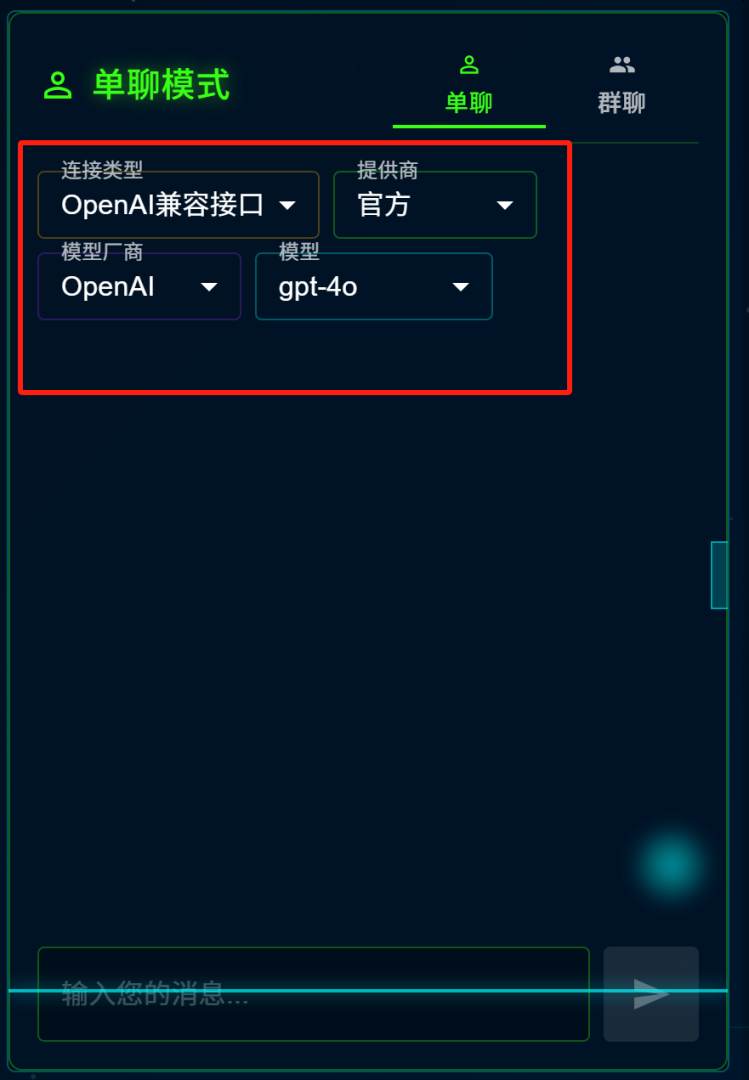 单聊模式
单聊
群聊
连接类型
提供商
OpenAI兼容接口
官方
模型厂商
模型
OpenAI
gpt-4o
输入您的消息...